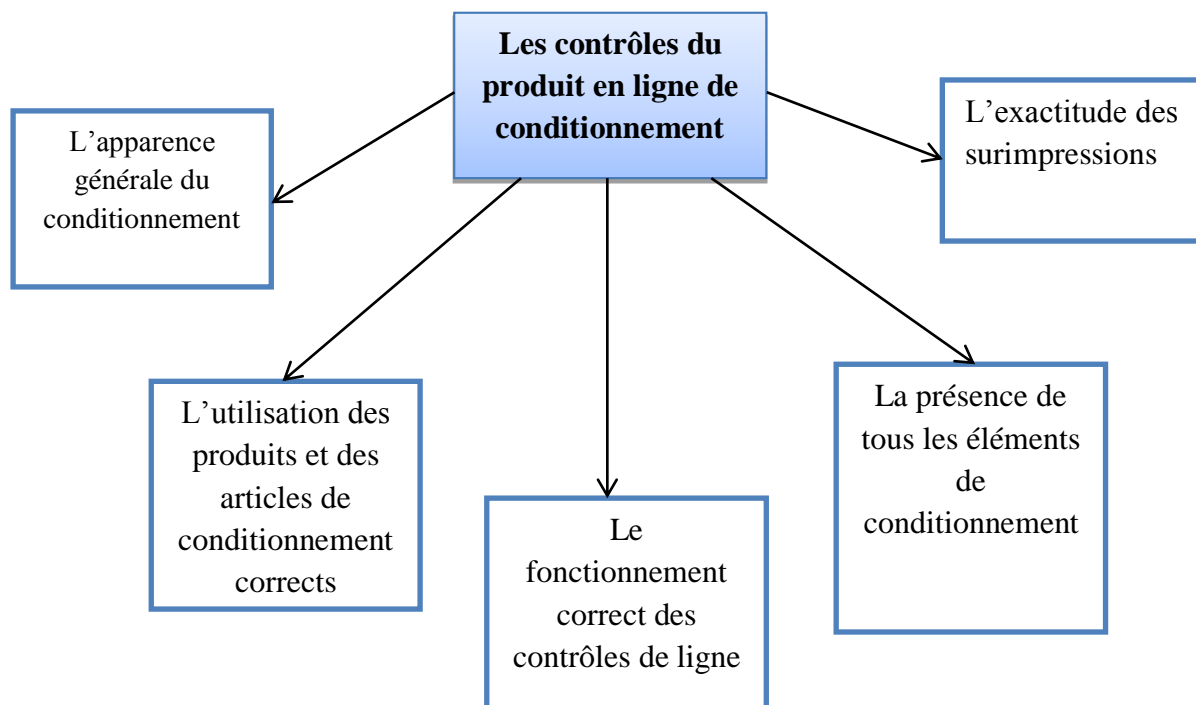 Les contrôles du
produit en ligne de
conditionnement
L’apparence
générale du
conditionnement
L’exactitude des
surimpressions
L’utilisation des
produits et des
articles de
conditionnement
corrects
Le
fonctionnement
correct des
contrôles de ligne
La présence de
tous les éléments
de
conditionnement